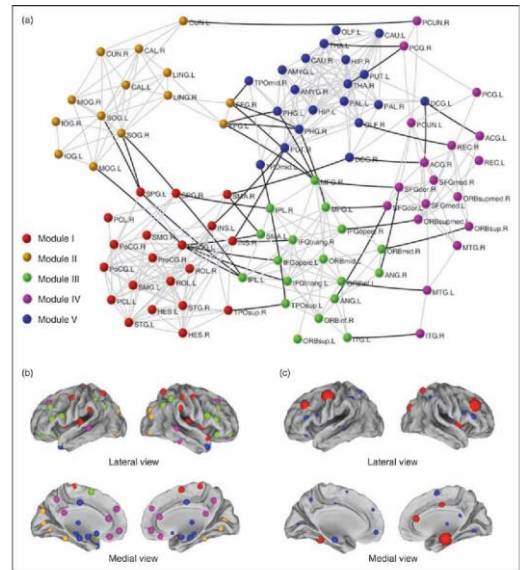 (a)
CUN.L
PCUN.R
OLF.L
CAU.L
THA.L
PCG.R
CUN.R
CAL.R
CAU.R
HIP.R
PUT.L
LING.L
AMYG.L
TPOmid.R
THA.R
PCG.L
CAL.L
LING.R
AMYG.R
PAL.L
PAL.R
MOG.R
SOG.L
PHG.L
HIP.L
DCG.L
IOG.R
SOG.R
PHG.R
OLF.R
PCUN.L
ACG.L
PUT.R
REC.R
IOG.L
MOG.L
TPOmid.L
DCG.R
ACG.R
REC.L
MFG.R
SFGmed.R
SPG.L
SPG.R
SMA.R
SFGdor.R
ORBsupmed.L
PCL.R
IPL.R
MFG.L
SFGdor.L
SFGmed.L
ORBsup.R
SMG.R
INS.L
ORBsupmed.R
PoCG.R
INS.R
SMA.L
IFGoperc.R
MTG.R
PreCG.R
IFGtriang.R
ORBmid.R
PoCG.L
ROL.R
IFGoperc.L
ORBmid.L
ANG.R
SMG.L
ROL.L
IPL.L
IFGtriang.L
MTG.L
PCL.L
HES.L
STG.R
TPOsup.R
TPOsup.L
ANG.L
STG.L
HES.R
ORBinf.R
ORBsup.L
ITG.L
ITG.R
Module I
Module II
Module III
Module IV
Module V
(b)
(c)
Lateral view
Lateral view
Medial view
Medial view